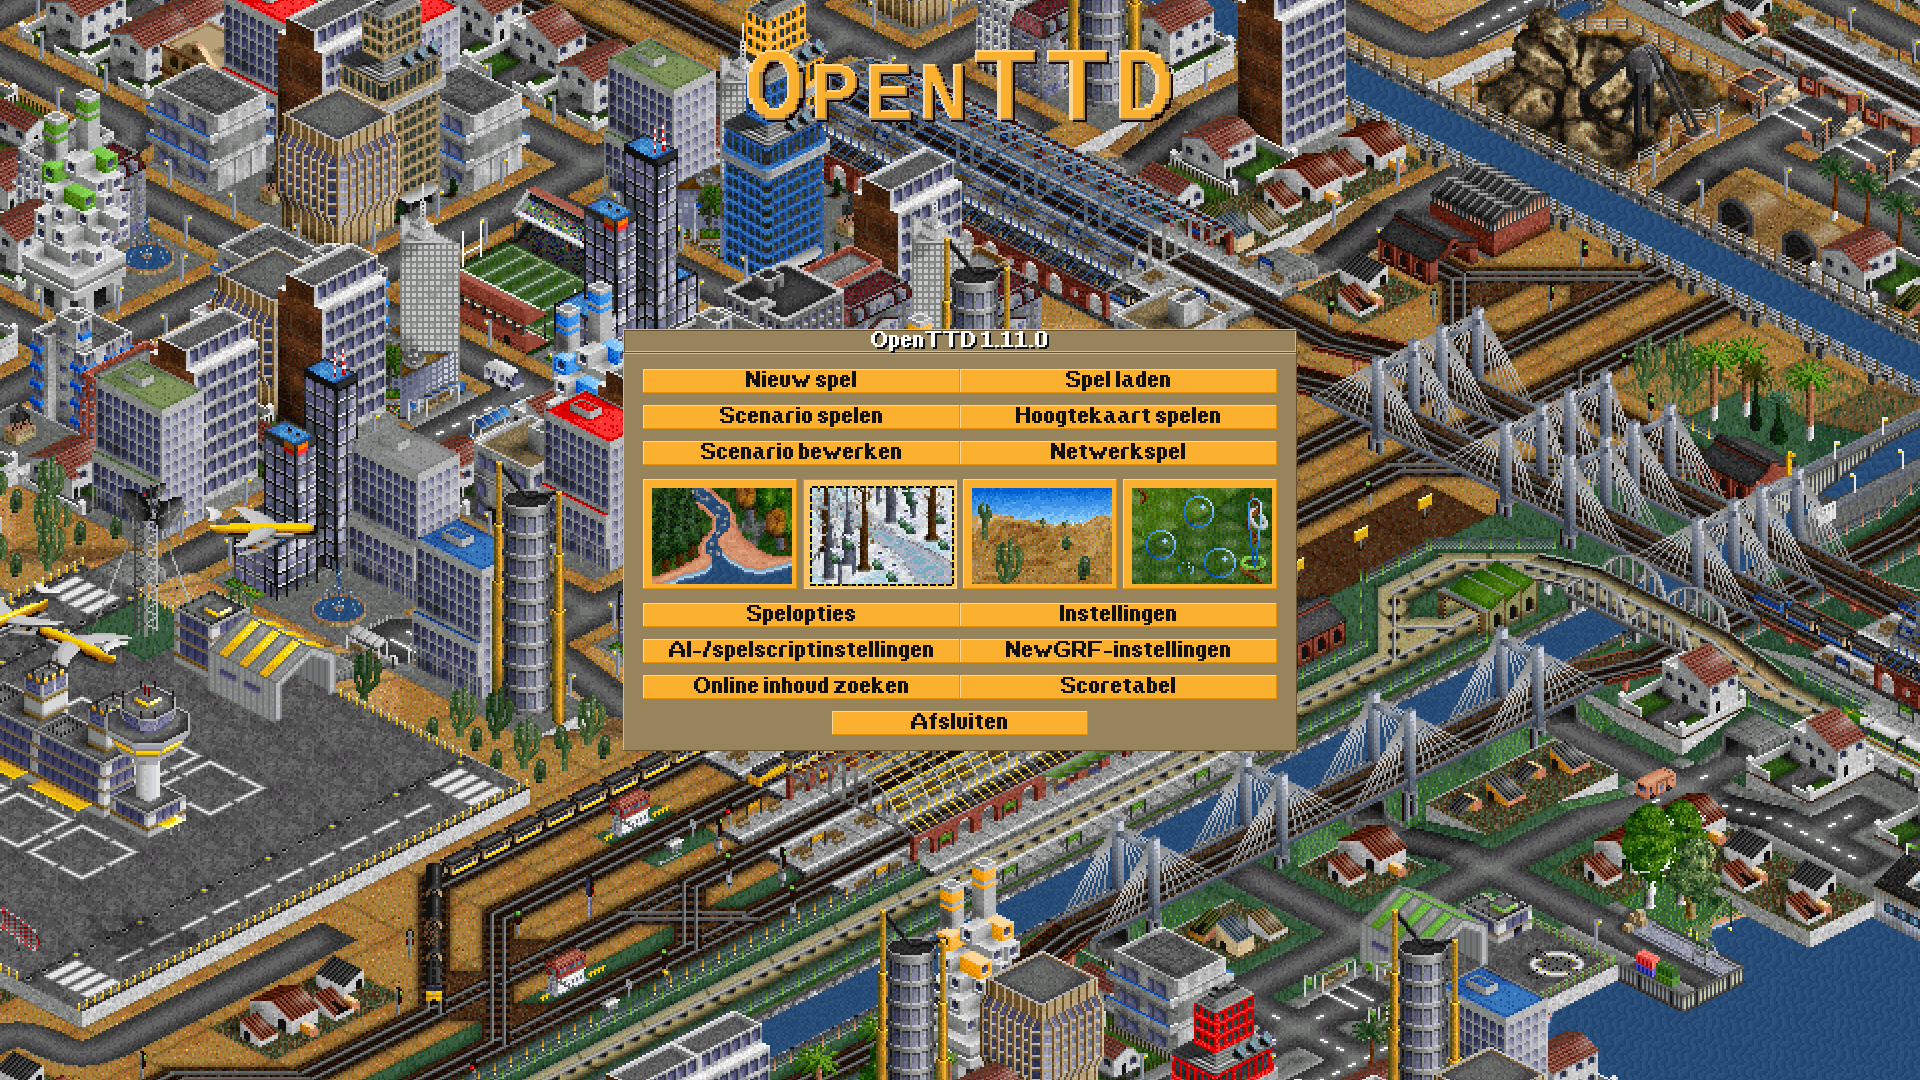 OPENTTD
OpenTTD 1.11.0
Nieuw spel
Spel laden
Scenario spelen
Hoogtekaart spelen
Scenario bewerken
Netwerkspel
Spelopties
Instellingen
AI-/spelscriptinstellingen
NewGRF-instellingen
Online inhoud zoeken
Scoretabel
Afsluiten